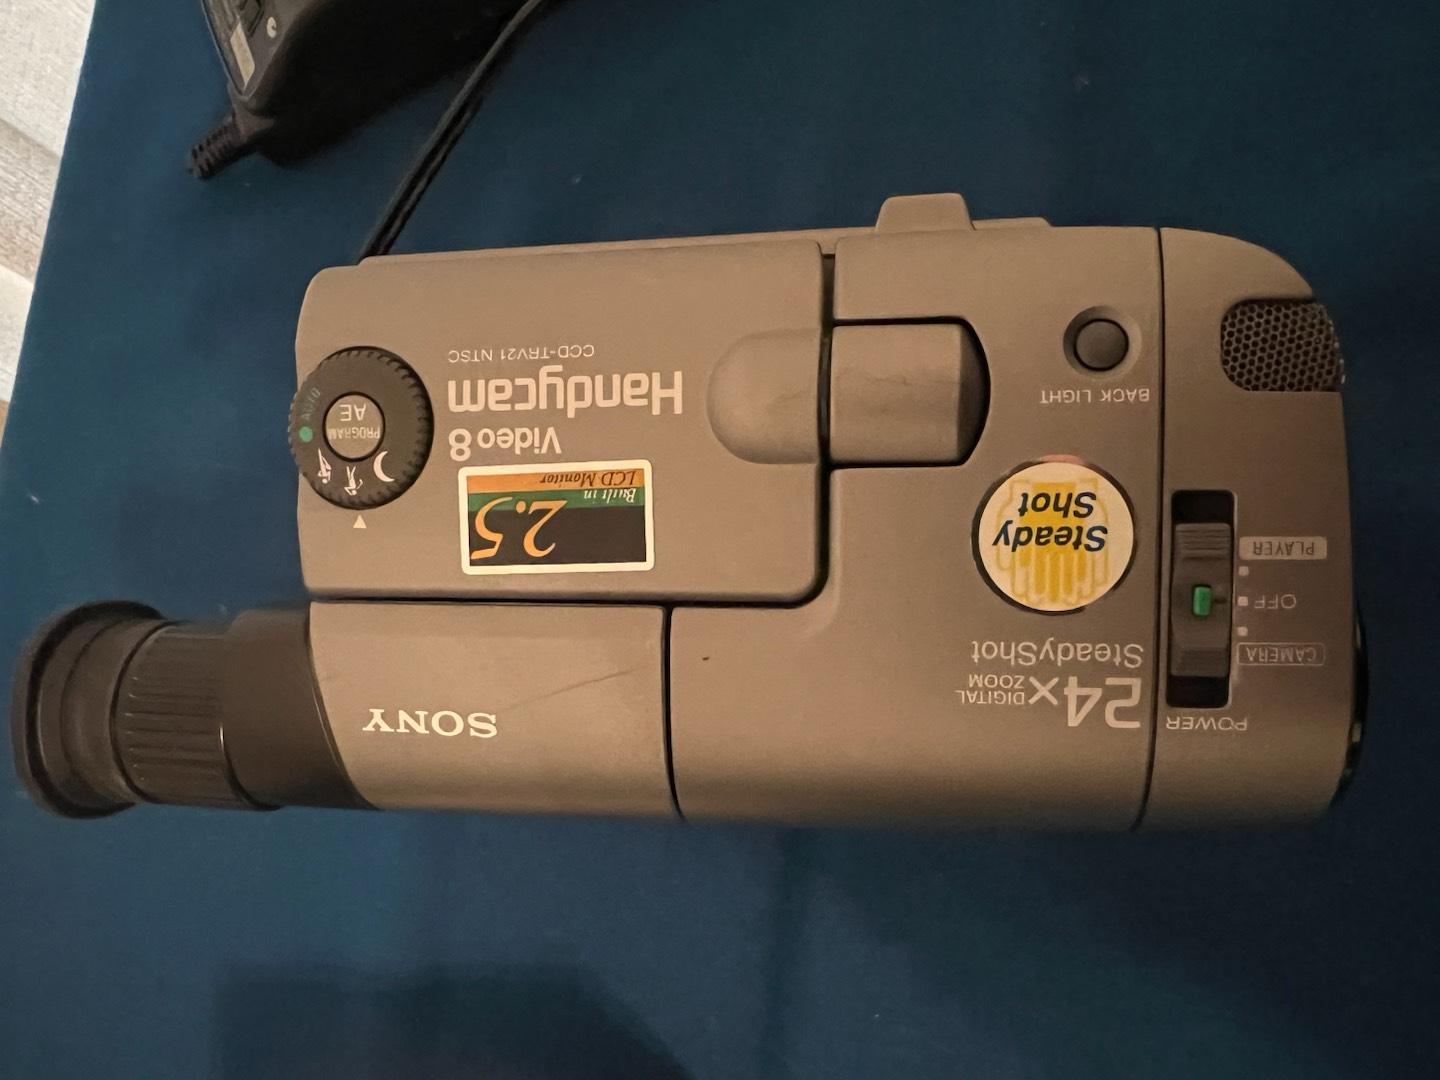 POWER
CAMERA
OFF
PLAYER
24x
DIGITAL
ZOOM
SteadyShot
Steady
Shot
BACK LIGHT
SONY
2.5
Built in
LCD Monitor
Video 8
Handycam
CCD-TRV21 NTSC
PROGRAM
AE
AUTO